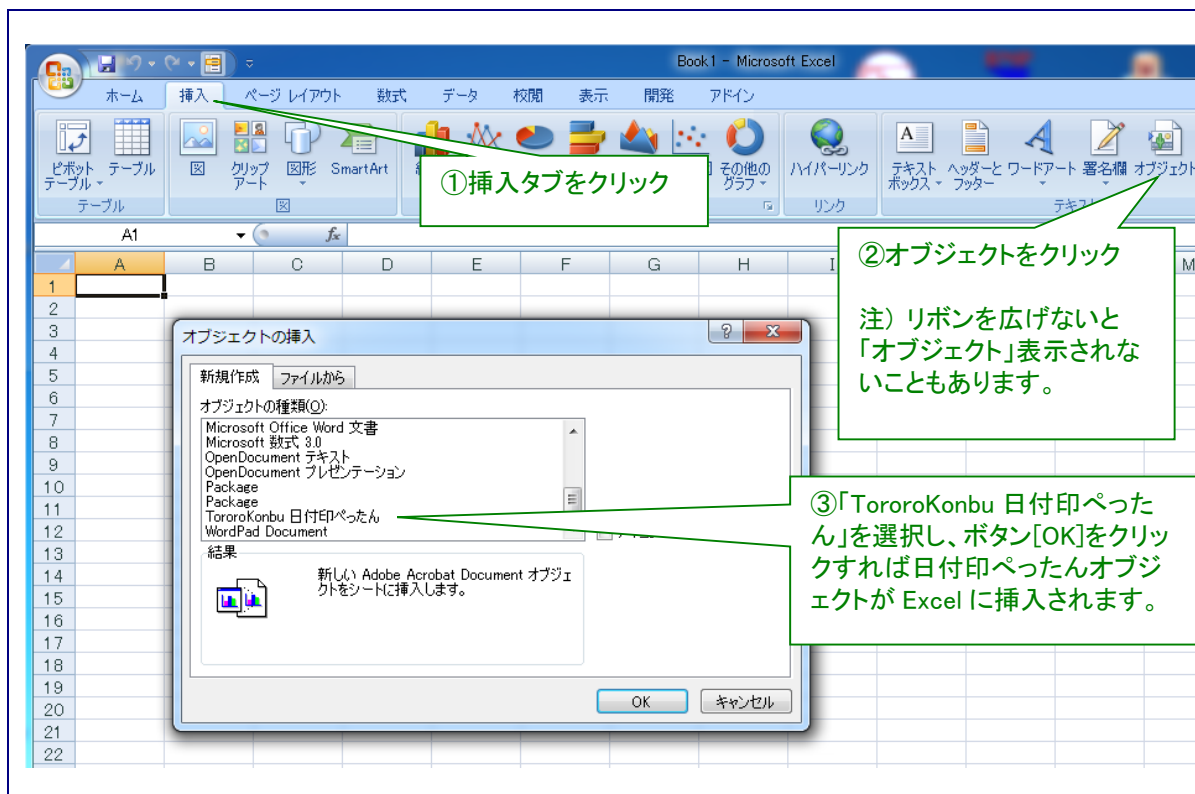 Book1 - Microsoft Excel
ホーム 挿入 ページ レイアウト 数式 データ 校閲 表示 開発 アドイン
ピボットテーブル テーブル 図 クリップアート 図形 SmartArt その他のグラフ ハイパーリンク テキストボックス ヘッダーとフッター ワードアート 署名欄 オブジェクト
テーブル 図 リンク
①挿入タブをクリック
A1 fx
A B C D E F G H I M
②オブジェクトをクリック
注) リボンを広げないと
「オブジェクト」表示されな
いこともあります。
1
2
3
4
5
6
7
8
9
10
11
12
13
14
15
16
17
18
19
20
21
22
オブジェクトの挿入
新規作成 ファイルから
オブジェクトの種類(O):
Microsoft Office Word 文書
Microsoft 数式 3.0
OpenDocument テキスト
OpenDocument プレゼンテーション
Package
Package
TororoKonbu 日付印ぺったん
WordPad Document
結果
新しい Adobe Acrobat Document オブジェ
クトをシートに挿入します。
OK キャンセル
③「TororoKonbu 日付印ぺった
ん」を選択し、ボタン[OK]をクリッ
クすれば日付印ぺったんオブジ
ェクトが Excel に挿入されます。